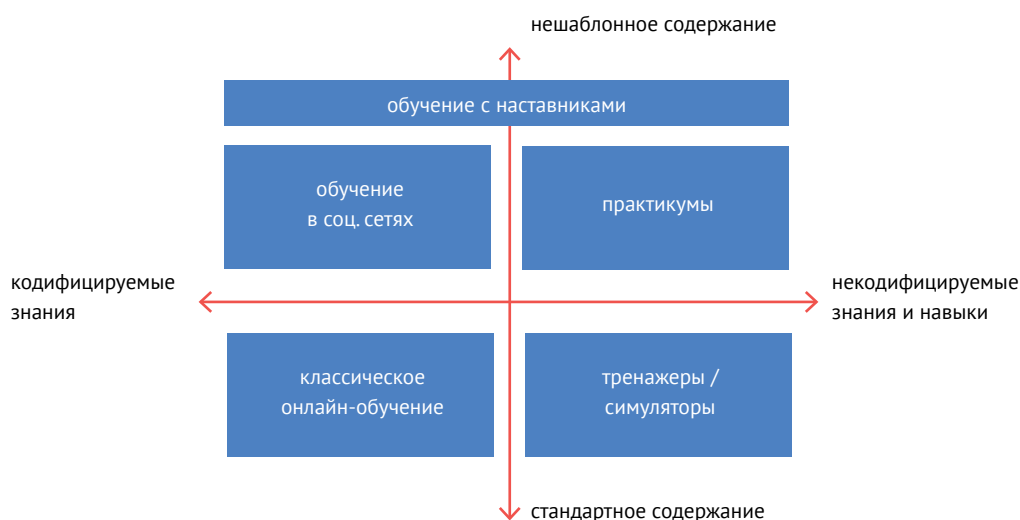 нешаблонное содержание
обучение с наставниками
обучение
в соц. сетях
практикумы
кодифицируемые
знания
некодифицируемые
знания и навыки
классическое
онлайн-обучение
тренажеры /
симуляторы
стандартное содержание